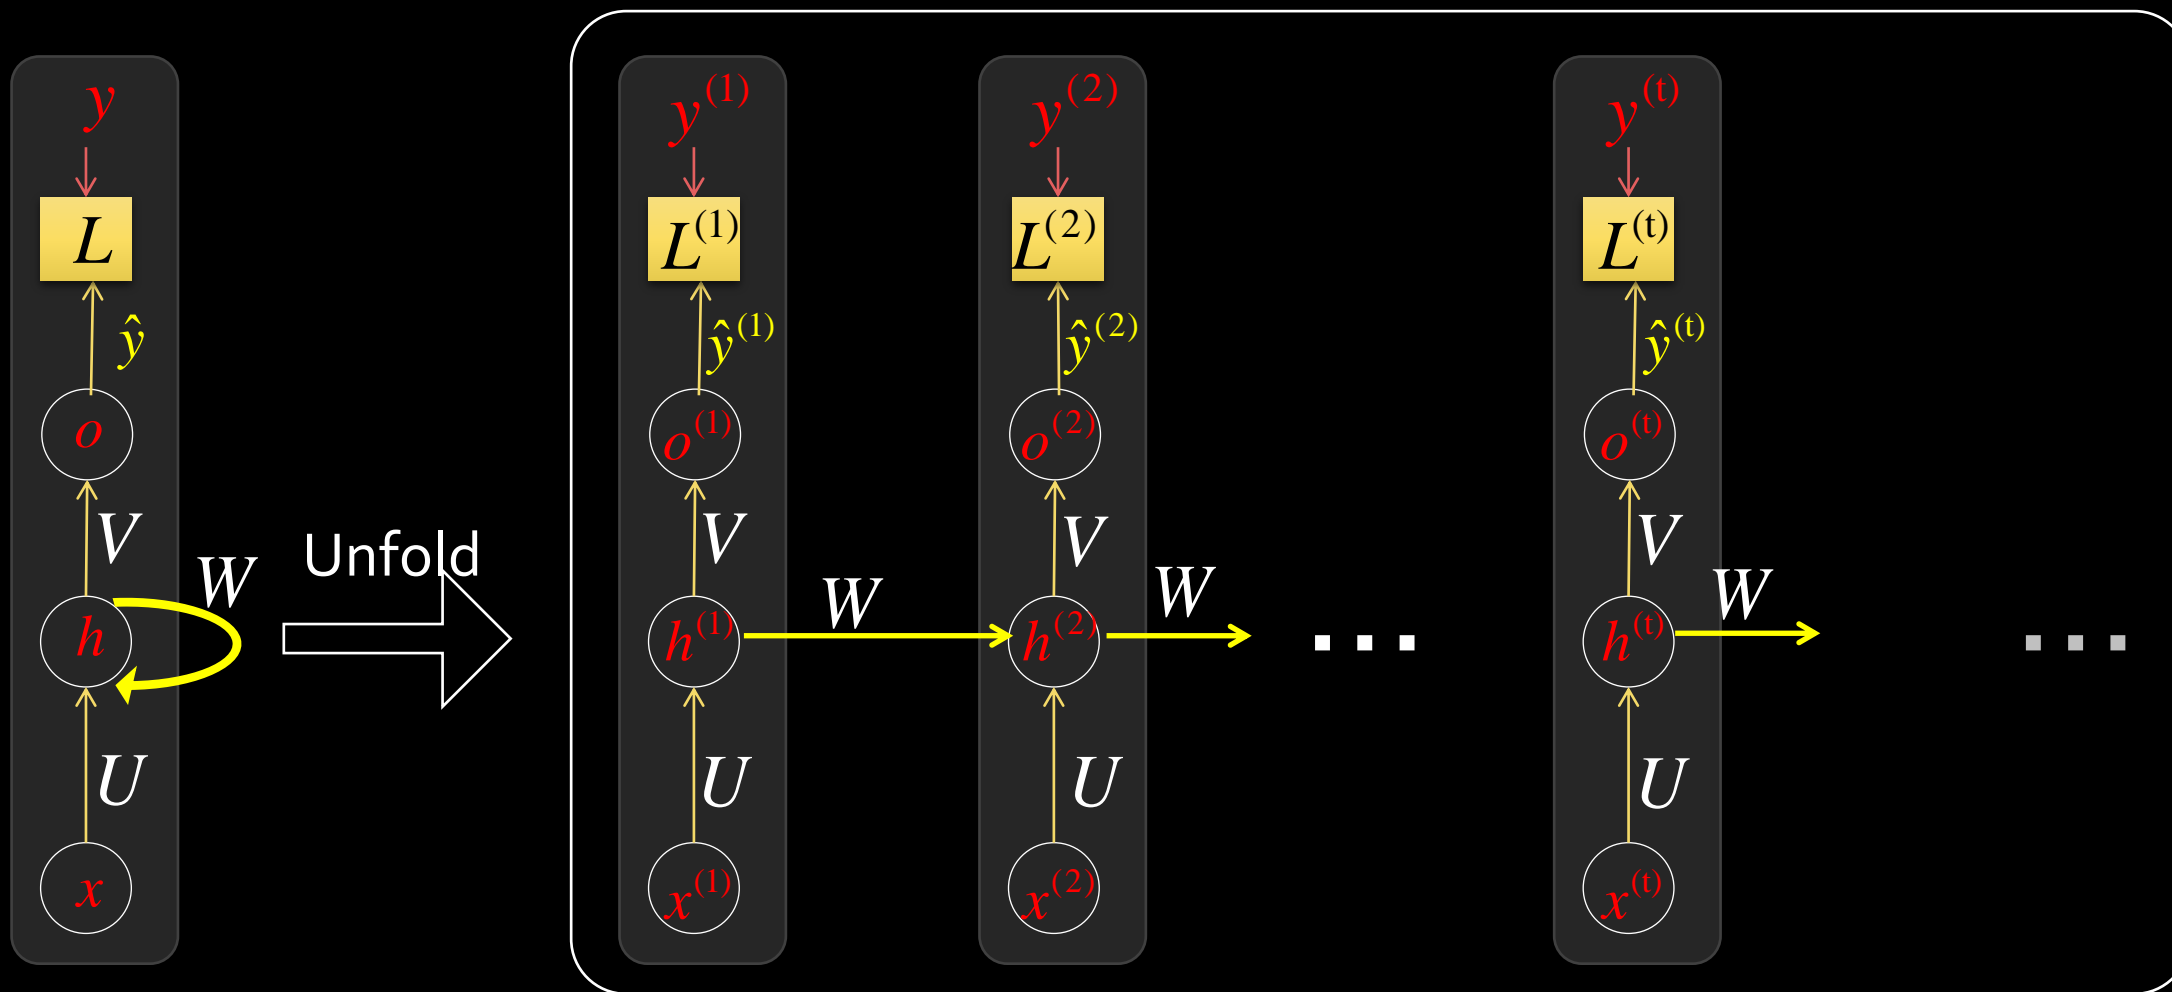 y y⁽¹⁾ y⁽²⁾ y⁽ᵗ⁾
L L⁽¹⁾ L⁽²⁾ L⁽ᵗ⁾
ŷ ŷ⁽¹⁾ ŷ⁽²⁾ ŷ⁽ᵗ⁾
o o⁽¹⁾ o⁽²⁾ o⁽ᵗ⁾
V V V V
W Unfold W W W
h h⁽¹⁾ h⁽²⁾ ... h⁽ᵗ⁾ ...
U U U U
x x⁽¹⁾ x⁽²⁾ x⁽ᵗ⁾